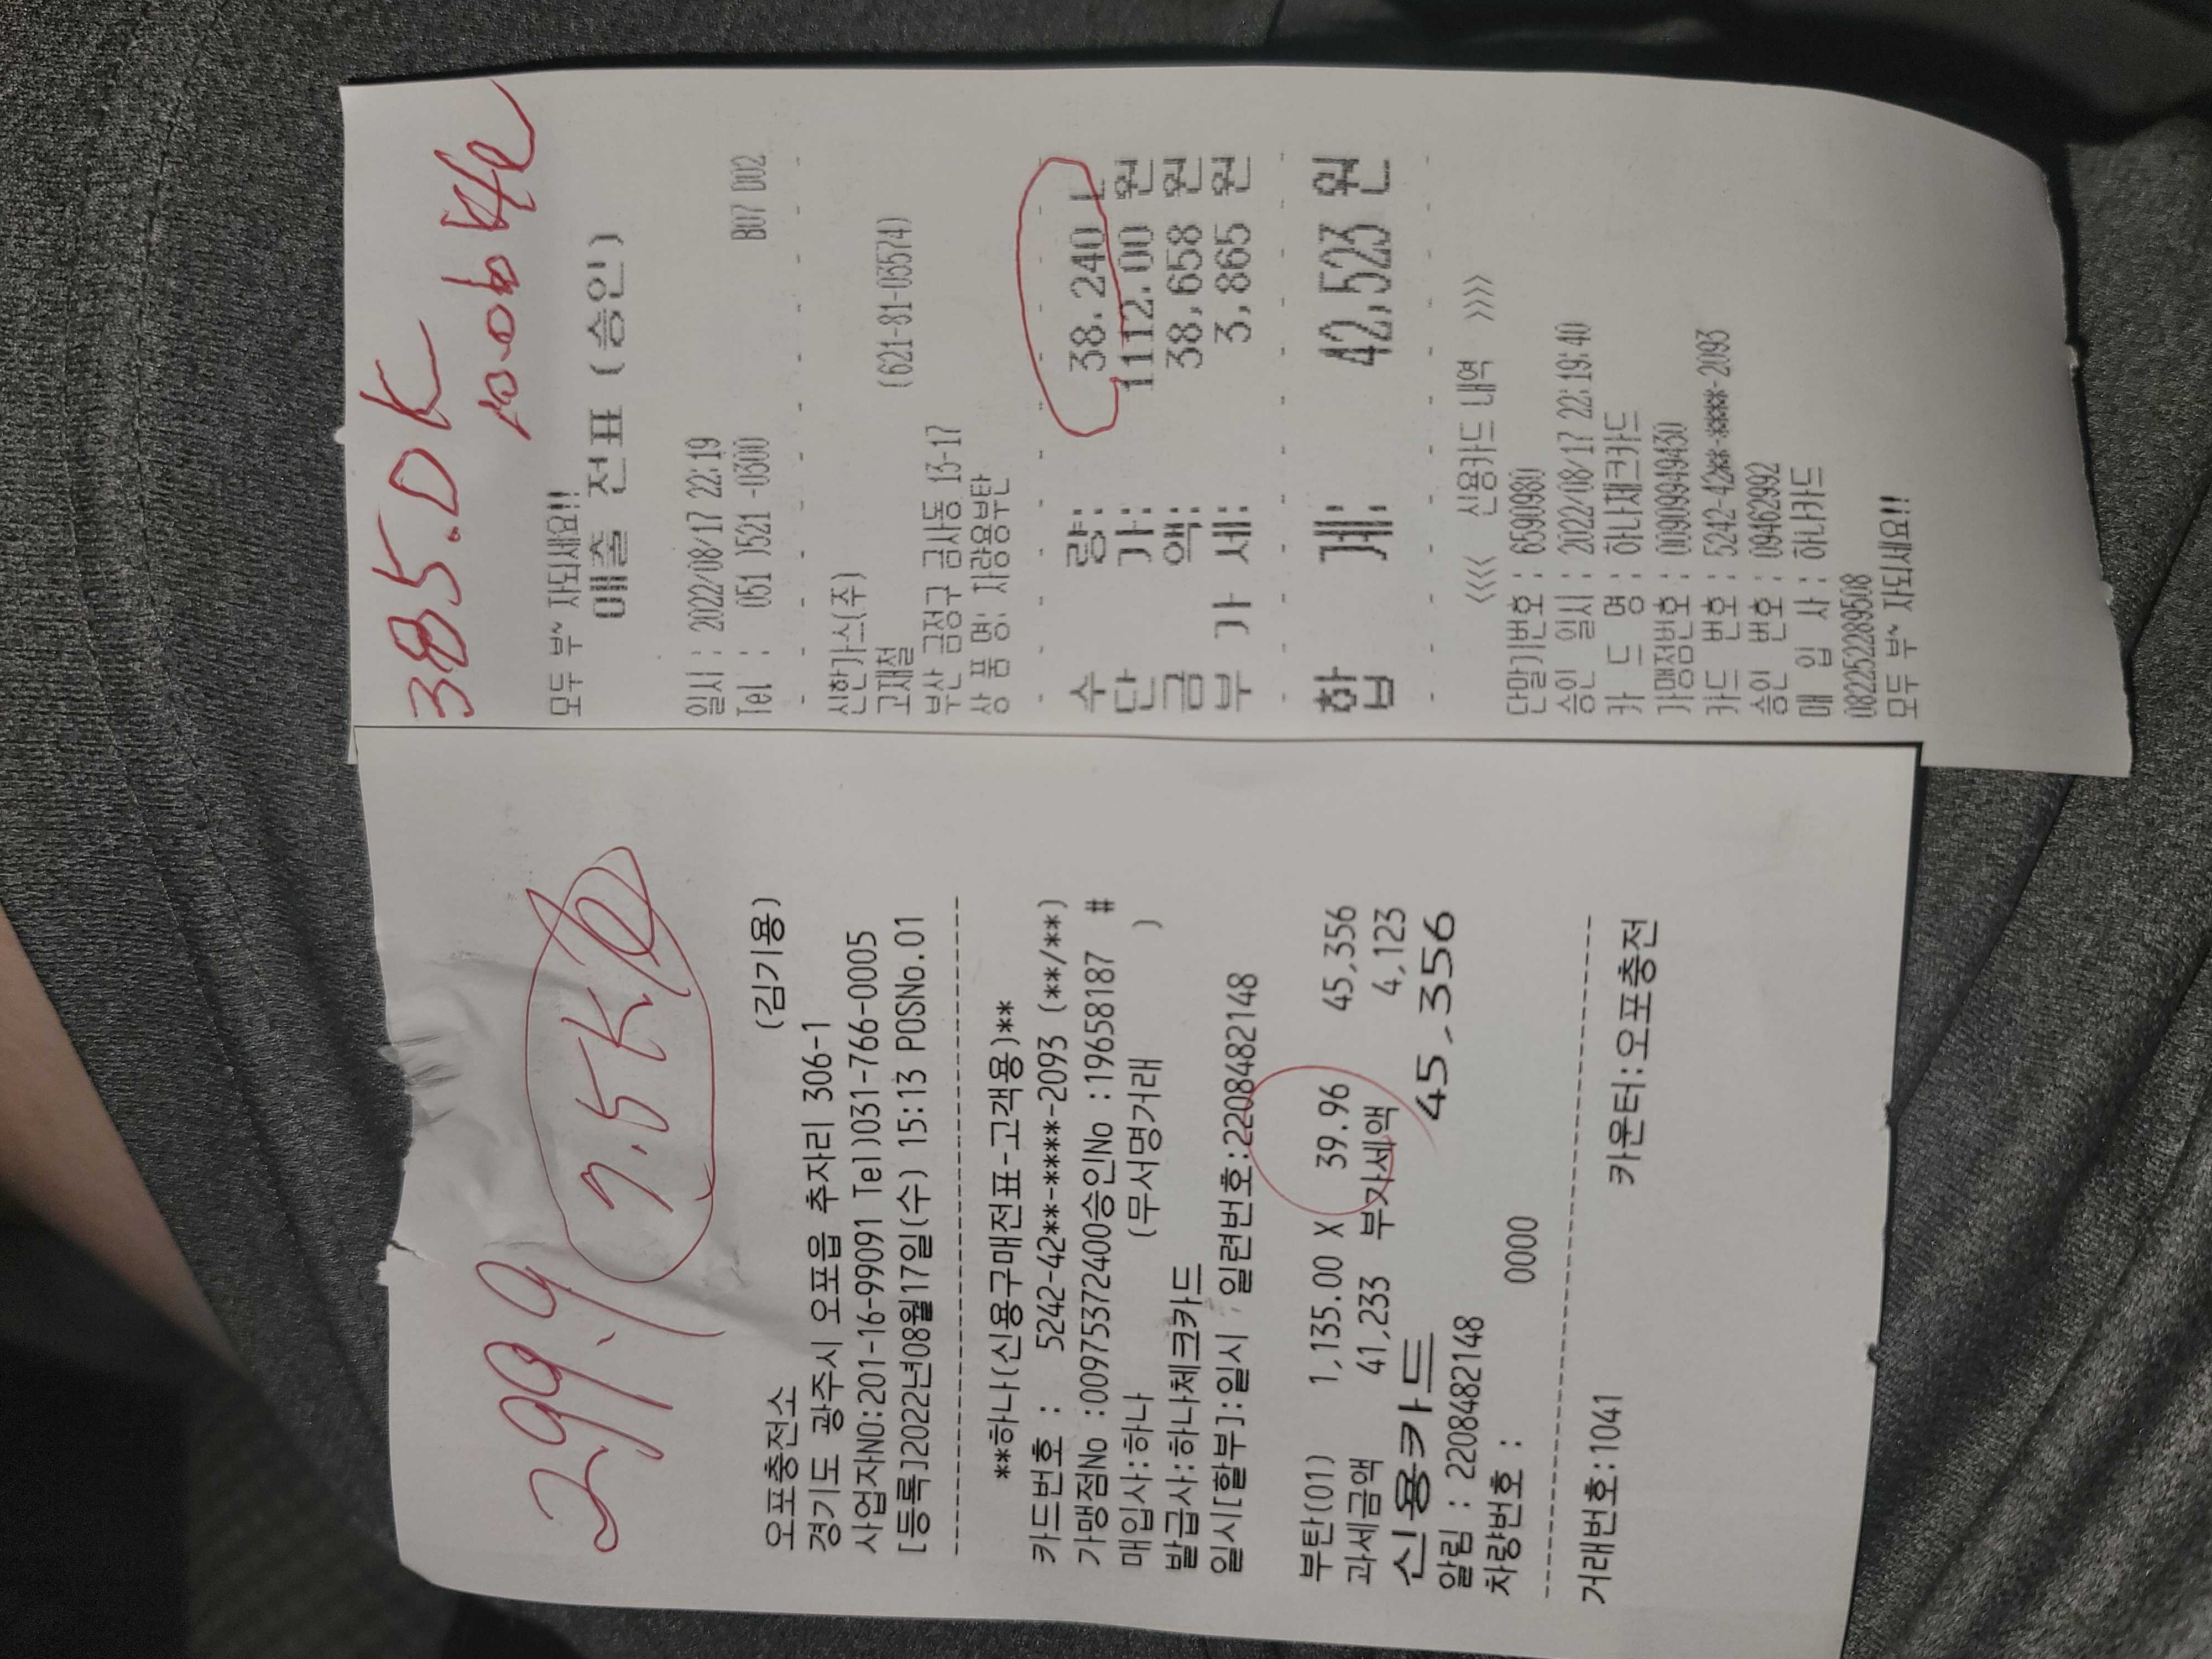 299.9
7.5k/l
오포충전소 (김기용)
경기도 광주시 오포읍 추자리 306-1
사업자NO:201-16-99091 Tel)031-766-0005
[등록]2022년08월17일(수) 15:13 POSNo.01
**하나(신용구매전표-고객용)**
카드번호 : 5242-42**-****-2093 (**/**)
가맹점No :00975372400승인No :19658187 #
매입사:하나 (무서명거래 )
발급사:하나체크카드
일시[할부]:일시 , 일련번호:2208482148
부탄(01) 1,135.00 X 39.96 45,356
과세금액 41,233 부가세액 4,123
신용카드 45,356
알림 : 2208482148
차량번호 : 0000
거래번호:1041 카운터:오포충전
385.0K
10.06 k/l
모두 부~ 자되세요!!
매출 전표 (승인)
일시 : 2022/08/17 22:19
Tel : 051 )521 -0300 B07 D02
신한가스(주)
고재철 (621-81-03574)
부산 금정구 금사동 13-17
상 품 명: 차량용부탄
수 량: 38.240 L
단 가: 1112.00 원
금 액: 38,658 원
부 가 세: 3,865 원
합 계: 42,523 원
<<<< 신용카드 내역 >>>>
단말기번호 : 65909801
승인 일시 : 2022/08/17 22:19:40
카 드 명 : 하나체크카드
가맹점번호 : 00909949430
카드 번호 : 5242-42**-****-2093
승인 번호 : 09462992
매 입 사 : 하나카드
082252289508
모두 부~ 자되세요!!